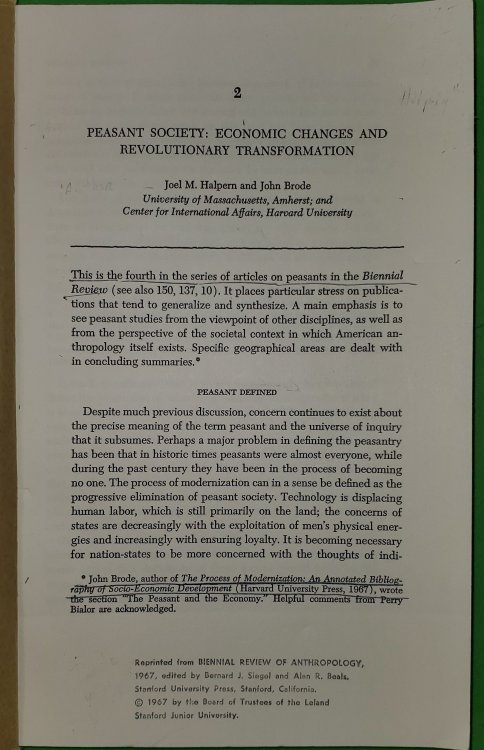 2
PEASANT SOCIETY: ECONOMIC CHANGES AND
REVOLUTIONARY TRANSFORMATION
Joel M. Halpern and John Brode
University of Massachusetts, Amherst; and
Center for International Affairs, Harvard University
This is the fourth in the series of articles on peasants in the Biennial
Review (see also 150, 137, 10). It places particular stress on publica-
tions that tend to generalize and synthesize. A main emphasis is to
see peasant studies from the viewpoint of other disciplines, as well as
from the perspective of the societal context in which American an-
thropology itself exists. Specific geographical areas are dealt with
in concluding summaries.*
PEASANT DEFINED
Despite much previous discussion, concern continues to exist about
the precise meaning of the term peasant and the universe of inquiry
that it subsumes. Perhaps a major problem in defining the peasantry
has been that in historic times peasants were almost everyone, while
during the past century they have been in the process of becoming
no one. The process of modernization can in a sense be defined as the
progressive elimination of peasant society. Technology is displacing
human labor, which is still primarily on the land; the concerns of
states are decreasingly with the exploitation of men's physical ener-
gies and increasingly with ensuring loyalty. It is becoming necessary
for nation-states to be more concerned with the thoughts of indi-
* John Brode, author of The Process of Modernization: An Annotated Bibliog-
raphy of Socio-Economic Development (Harvard University Press, 1967), wrote
the section "The Peasant and the Economy." Helpful comments from Perry
Bialor are acknowledged.
Reprinted from BIENNIAL REVIEW OF ANTHROPOLOGY,
1967, edited by Bernard J. Siegel and Alan R. Beals,
Stanford University Press, Stanford, California.
© 1967 by the Board of Trustees of the Leland
Stanford Junior University.